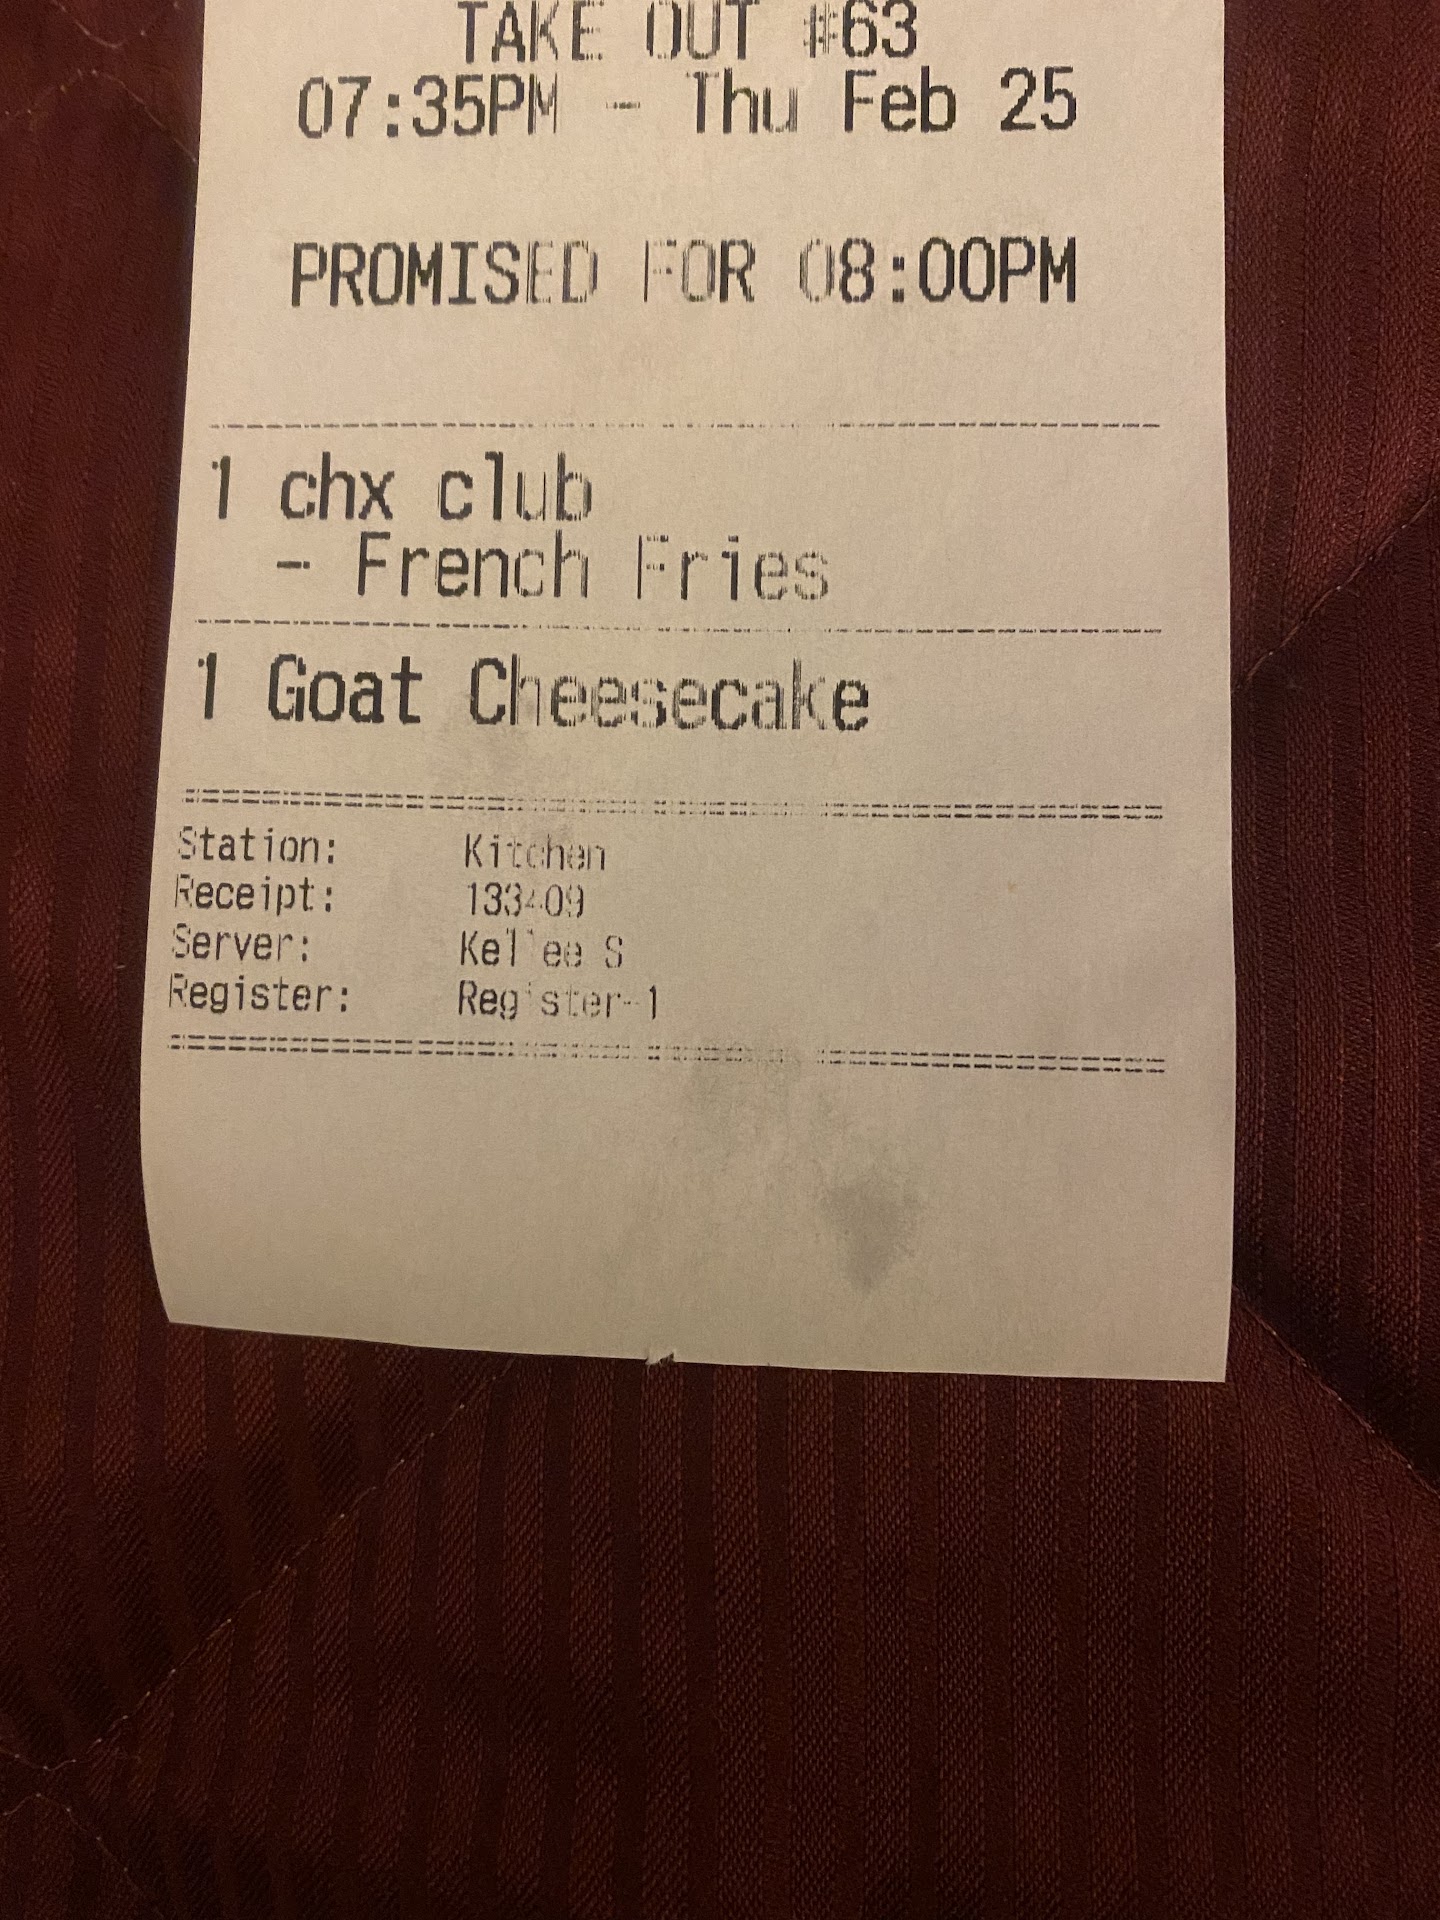 TAKE OUT #63
07:35PM - Thu Feb 25
PROMISED FOR 08:00PM
1 chx club
- French Fries
1 Goat Cheesecake
Station: Kitchen
Receipt: 133409
Server: Kellee S
Register: Register-1